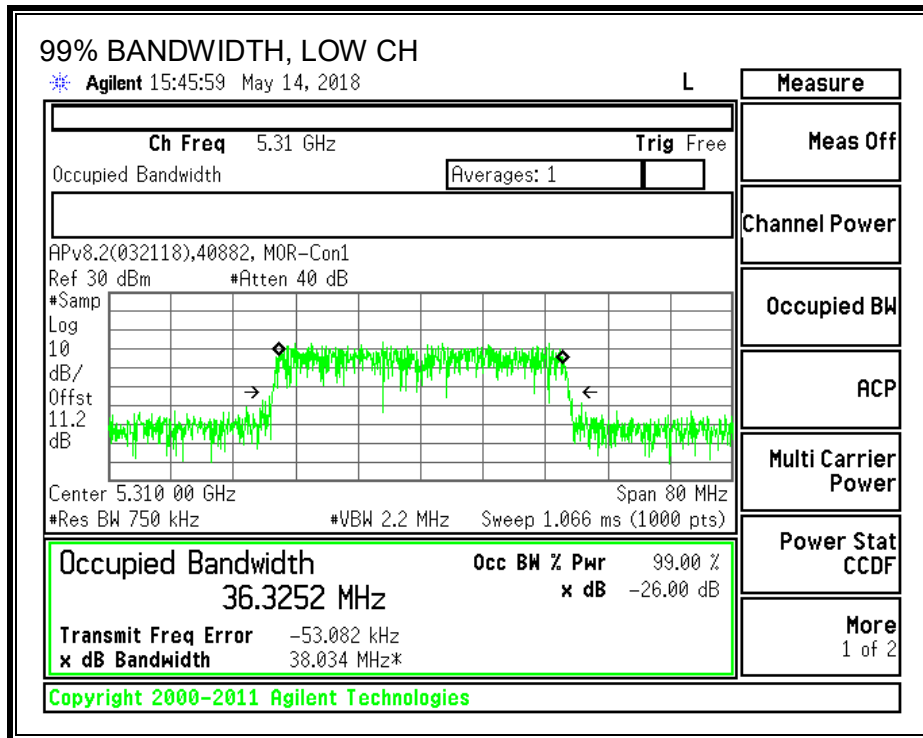 99% BANDWIDTH, LOW CH
Agilent 15:45:59 May 14, 2018 L
Measure
Ch Freq 5.31 GHz Trig Free
Meas Off
Occupied Bandwidth Averages: 1
Channel Power
APv8.2(032118),40882, MOR-Con1
Ref 30 dBm #Atten 40 dB
#Samp
Log
10
dB/
Offst
11.2
dB
Occupied BW
ACP
Multi Carrier
Power
Center 5.310 00 GHz Span 80 MHz
#Res BW 750 kHz #VBW 2.2 MHz Sweep 1.066 ms (1000 pts)
Power Stat
CCDF
Occupied Bandwidth Occ BW % Pwr 99.00 %
36.3252 MHz x dB -26.00 dB
Transmit Freq Error -53.082 kHz
x dB Bandwidth 38.034 MHz*
More
1 of 2
Copyright 2000-2011 Agilent Technologies